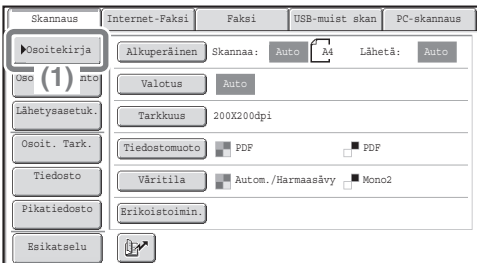 Skannaus Internet-Faksi Faksi USB-muist skan PC-skannaus
Osoitekirja Alkuperäinen Skannaa: Auto A4 Lähetä: Auto
(1) Valotus Auto
Lähetysasetuk. Tarkkuus 200X200dpi
Osoit. Tark. Tiedostomuoto PDF PDF
Tiedosto Väritila Autom./Harmaasävy Mono2
Pikatiedosto Erikoistoimin.
Esikatselu